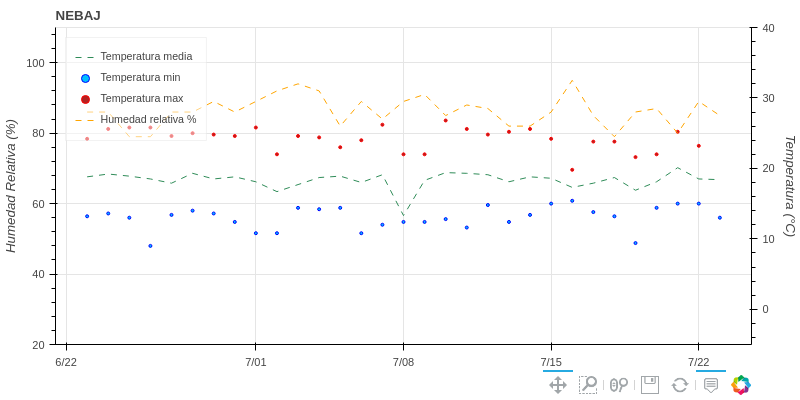 NEBAJ
Temperatura media
Temperatura min
Temperatura max
Humedad relativa %
Humedad Relativa (%)
100
80
60
40
20
40
30
20
10
0
Temperatura (°C)
6/22
7/01
7/08
7/15
7/22